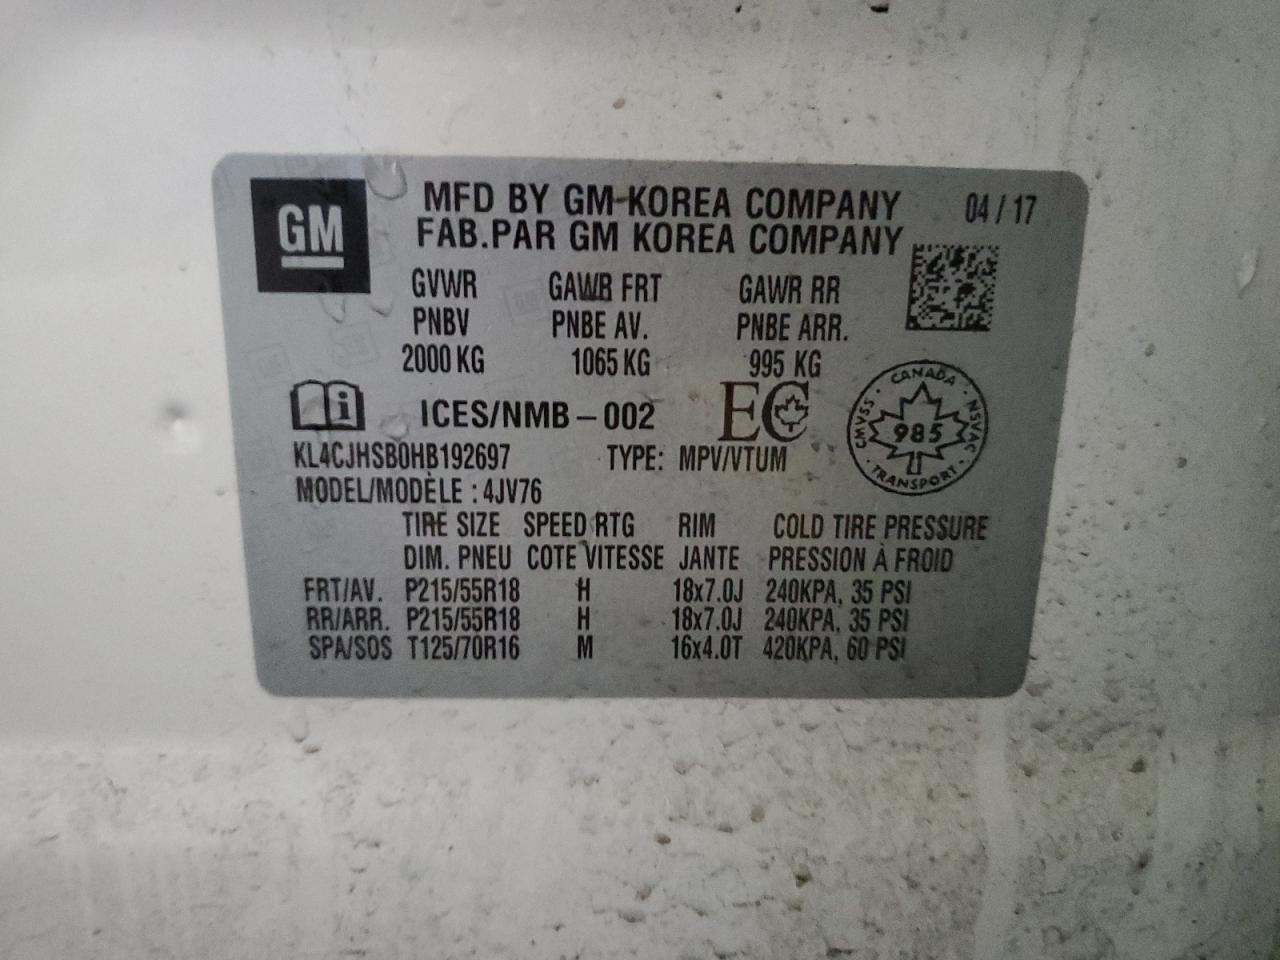 GM
MFD BY GM KOREA COMPANY 04 / 17
FAB.PAR GM KOREA COMPANY
GVWR GAWR FRT GAWR RR
PNBV PNBE AV. PNBE ARR.
2000 KG 1065 KG 995 KG
i ICES/NMB – 002 EC
CANADA · NSVAC · TRANSPORT · CMVSS
985
KL4CJHSB0HB192697 TYPE: MPV/VTUM
MODEL/MODÈLE : 4JV76
TIRE SIZE SPEED RTG RIM COLD TIRE PRESSURE
DIM. PNEU COTE VITESSE JANTE PRESSION À FROID
FRT/AV. P215/55R18 H 18x7.0J 240KPA, 35 PSI
RR/ARR. P215/55R18 H 18x7.0J 240KPA, 35 PSI
SPA/SOS T125/70R16 M 16x4.0T 420KPA, 60 PSI